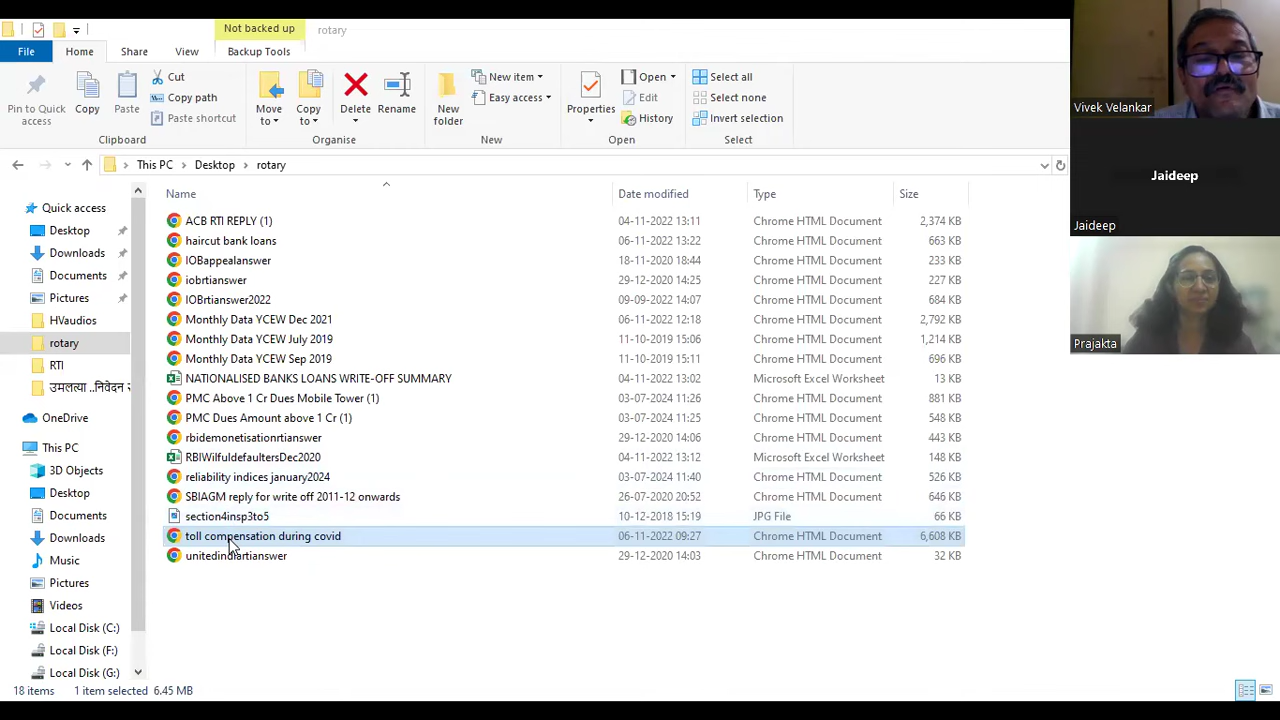 Not backed up
rotary
File
Home
Share
View
Backup Tools
Pin to Quick access
Copy
Paste
Cut
Copy path
Paste shortcut
Clipboard
Move to
Copy to
Delete
Rename
Organise
New folder
New item
Easy access
New
Properties
Open
Edit
History
Open
Select all
Select none
Invert selection
Select
This PC
Desktop
rotary
Name
Date modified
Type
Size
Quick access
Desktop
Downloads
Documents
Pictures
HVaudios
rotary
RTI
उमलत्या ..निवेदन
OneDrive
This PC
3D Objects
Desktop
Documents
Downloads
Music
Pictures
Videos
Local Disk (C:)
Local Disk (F:)
Local Disk (G:)
ACB RTI REPLY (1) 04-11-2022 13:11 Chrome HTML Document 2,374 KB
haircut bank loans 06-11-2022 13:22 Chrome HTML Document 663 KB
IOBappealanswer 18-11-2020 18:44 Chrome HTML Document 233 KB
iobrtianswer 29-12-2020 14:25 Chrome HTML Document 227 KB
IOBrtianswer2022 09-09-2022 14:07 Chrome HTML Document 684 KB
Monthly Data YCEW Dec 2021 06-11-2022 12:18 Chrome HTML Document 2,792 KB
Monthly Data YCEW July 2019 11-10-2019 15:06 Chrome HTML Document 1,214 KB
Monthly Data YCEW Sep 2019 11-10-2019 15:11 Chrome HTML Document 696 KB
NATIONALISED BANKS LOANS WRITE-OFF SUMMARY 04-11-2022 13:02 Microsoft Excel Worksheet 13 KB
PMC Above 1 Cr Dues Mobile Tower (1) 03-07-2024 11:26 Chrome HTML Document 881 KB
PMC Dues Amount above 1 Cr (1) 03-07-2024 11:25 Chrome HTML Document 548 KB
rbidemonetisationrtianswer 29-12-2020 14:06 Chrome HTML Document 443 KB
RBIWilfuldefaultersDec2020 04-11-2022 13:12 Microsoft Excel Worksheet 148 KB
reliability indices january2024 03-07-2024 11:40 Chrome HTML Document 526 KB
SBIAGM reply for write off 2011-12 onwards 26-07-2020 20:52 Chrome HTML Document 646 KB
section4insp3to5 10-12-2018 15:19 JPG File 66 KB
toll compensation during covid 06-11-2022 09:27 Chrome HTML Document 6,608 KB
unitedindiartianswer 29-12-2020 14:03 Chrome HTML Document 32 KB
18 items
1 item selected 6.45 MB
Vivek Velankar
Jaideep
Jaideep
Prajakta